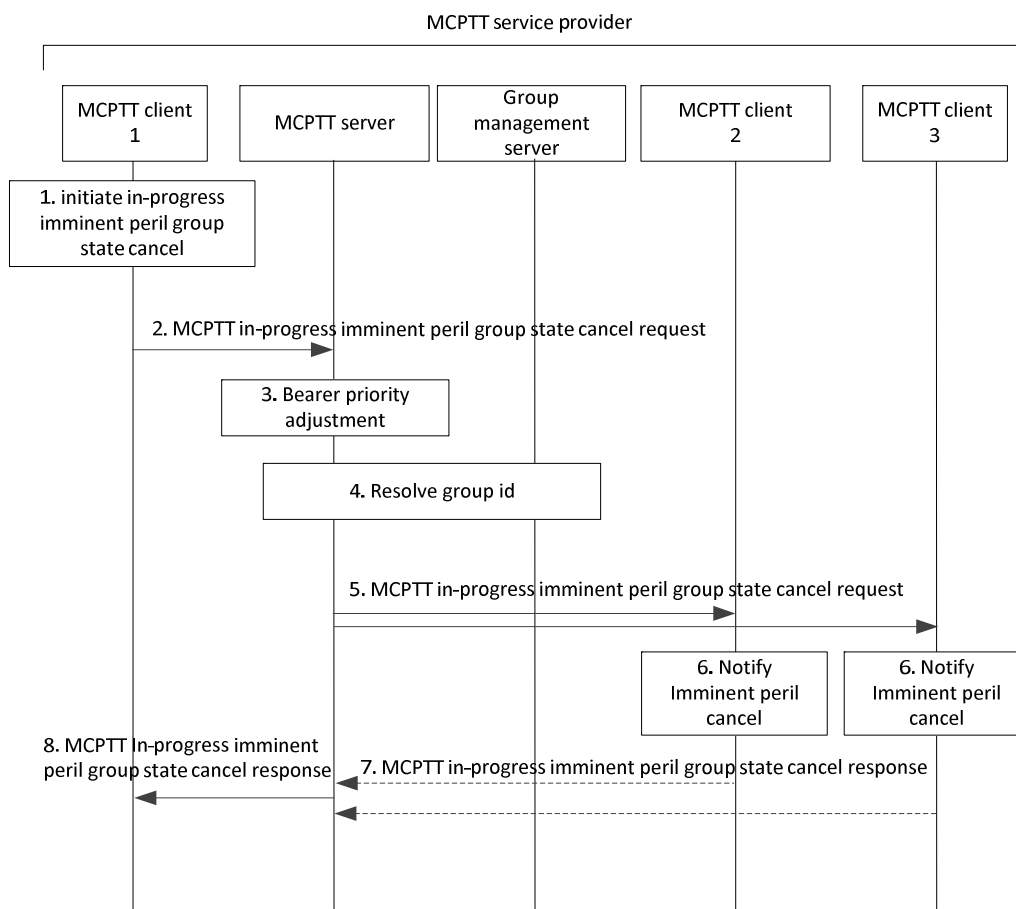 MCPTT service provider
MCPTT client
1
MCPTT server
Group
management
server
MCPTT client
2
MCPTT client
3
1. initiate in-progress
imminent peril group
state cancel
2. MCPTT in-progress imminent peril group state cancel request
3. Bearer priority
adjustment
4. Resolve group id
5. MCPTT in-progress imminent peril group state cancel request
6. Notify
Imminent peril
cancel
6. Notify
Imminent peril
cancel
8. MCPTT In-progress imminent
peril group state cancel response
7. MCPTT in-progress imminent peril group state cancel response